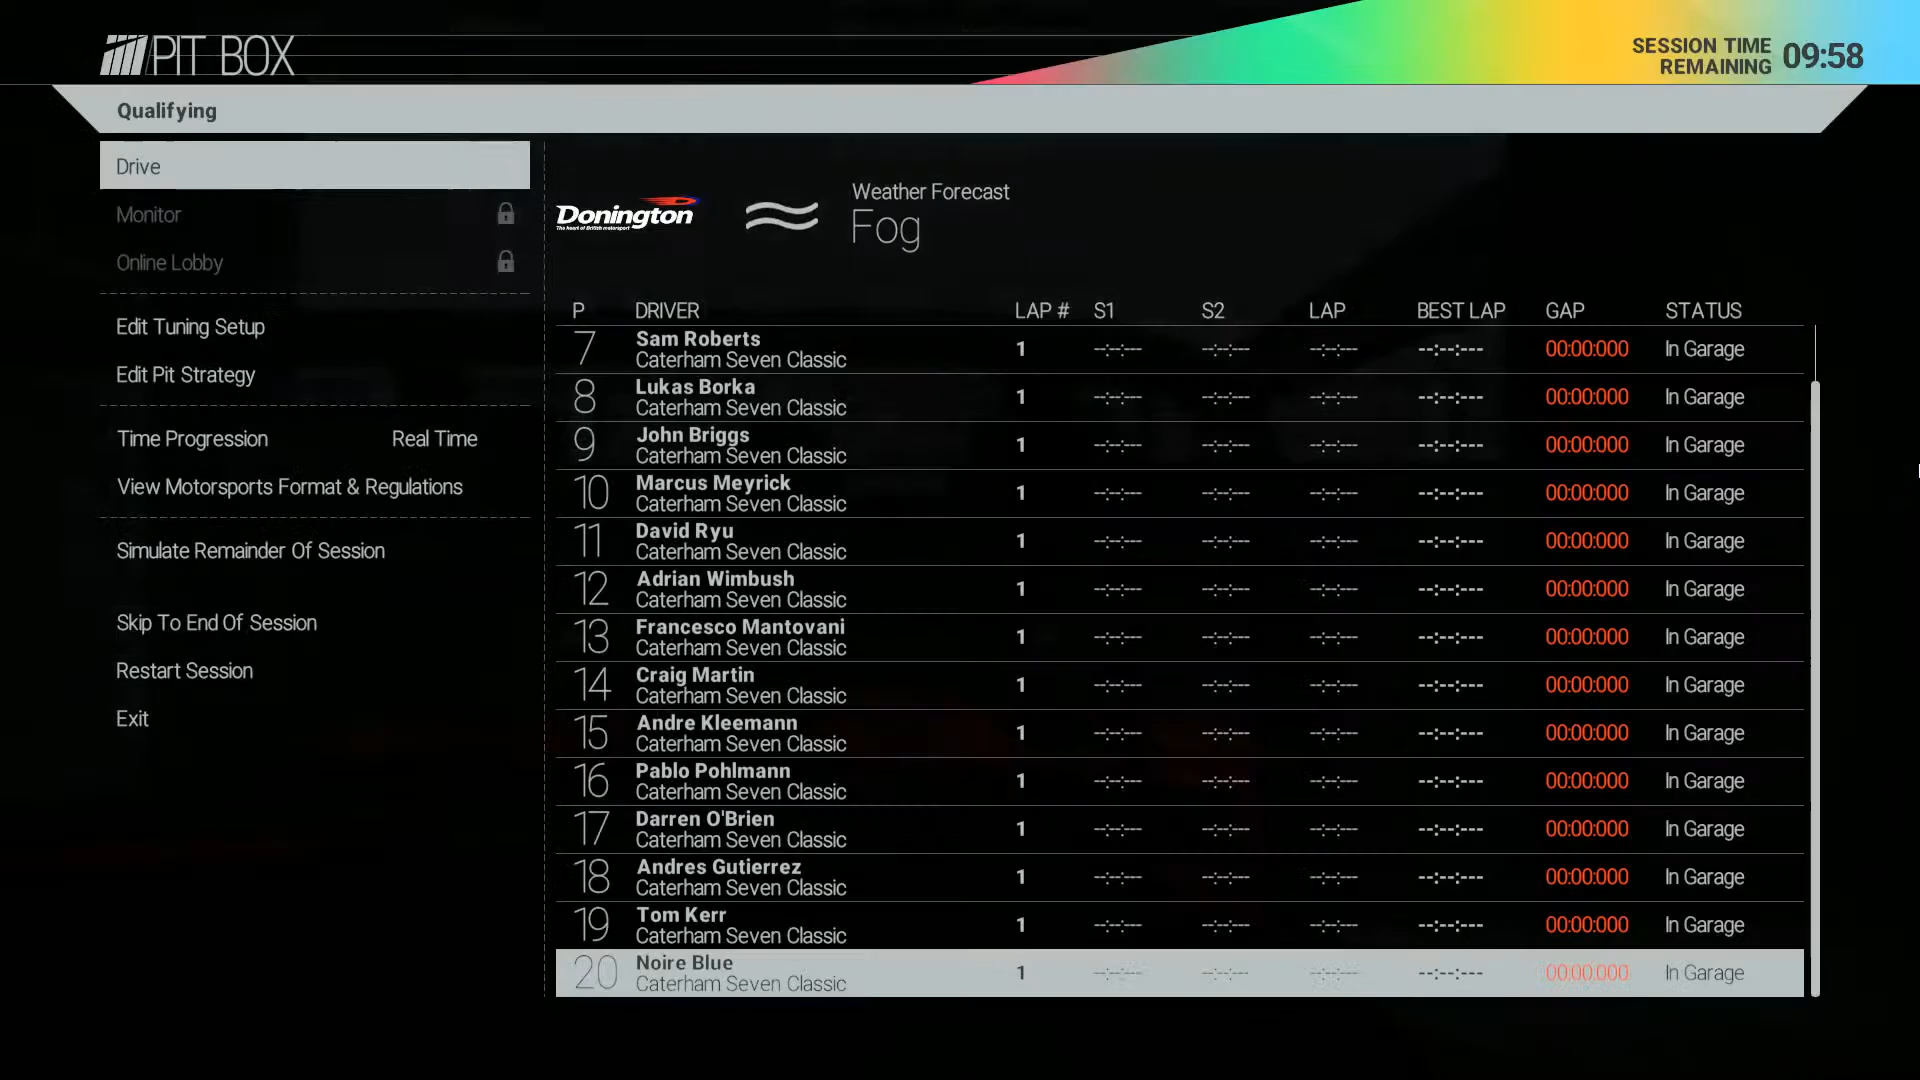 PIT BOX
SESSION TIME REMAINING 09:58
Qualifying
Drive
Monitor
Online Lobby
Edit Tuning Setup
Edit Pit Strategy
Time Progression Real Time
View Motorsports Format & Regulations
Simulate Remainder Of Session
Skip To End Of Session
Restart Session
Exit
Donington
The heart of British motorsport
Weather Forecast
Fog
P DRIVER LAP # S1 S2 LAP BEST LAP GAP STATUS
7 Sam Roberts 1 --:--:--- --:--:--- --:--:--- --:--:--- 00:00:000 In Garage
Caterham Seven Classic
8 Lukas Borka 1 --:--:--- --:--:--- --:--:--- --:--:--- 00:00:000 In Garage
Caterham Seven Classic
9 John Briggs 1 --:--:--- --:--:--- --:--:--- --:--:--- 00:00:000 In Garage
Caterham Seven Classic
10 Marcus Meyrick 1 --:--:--- --:--:--- --:--:--- --:--:--- 00:00:000 In Garage
Caterham Seven Classic
11 David Ryu 1 --:--:--- --:--:--- --:--:--- --:--:--- 00:00:000 In Garage
Caterham Seven Classic
12 Adrian Wimbush 1 --:--:--- --:--:--- --:--:--- --:--:--- 00:00:000 In Garage
Caterham Seven Classic
13 Francesco Mantovani 1 --:--:--- --:--:--- --:--:--- --:--:--- 00:00:000 In Garage
Caterham Seven Classic
14 Craig Martin 1 --:--:--- --:--:--- --:--:--- --:--:--- 00:00:000 In Garage
Caterham Seven Classic
15 Andre Kleemann 1 --:--:--- --:--:--- --:--:--- --:--:--- 00:00:000 In Garage
Caterham Seven Classic
16 Pablo Pohlmann 1 --:--:--- --:--:--- --:--:--- --:--:--- 00:00:000 In Garage
Caterham Seven Classic
17 Darren O'Brien 1 --:--:--- --:--:--- --:--:--- --:--:--- 00:00:000 In Garage
Caterham Seven Classic
18 Andres Gutierrez 1 --:--:--- --:--:--- --:--:--- --:--:--- 00:00:000 In Garage
Caterham Seven Classic
19 Tom Kerr 1 --:--:--- --:--:--- --:--:--- --:--:--- 00:00:000 In Garage
Caterham Seven Classic
20 Noire Blue 1 --:--:--- --:--:--- --:--:--- --:--:--- 00:00:000 In Garage
Caterham Seven Classic